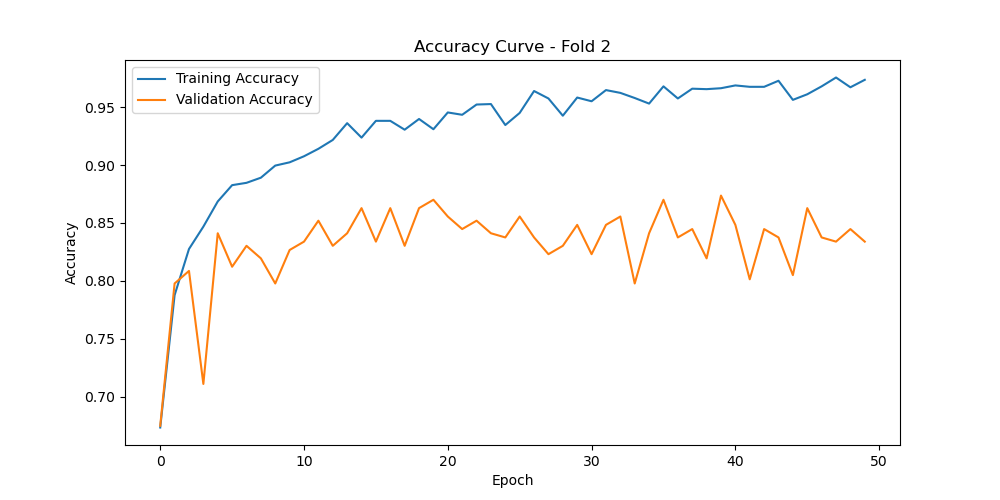 Accuracy Curve - Fold 2
Training Accuracy
Validation Accuracy
0.95
0.90
0.85
0.80
0.75
0.70
Accuracy
0 10 20 30 40 50
Epoch